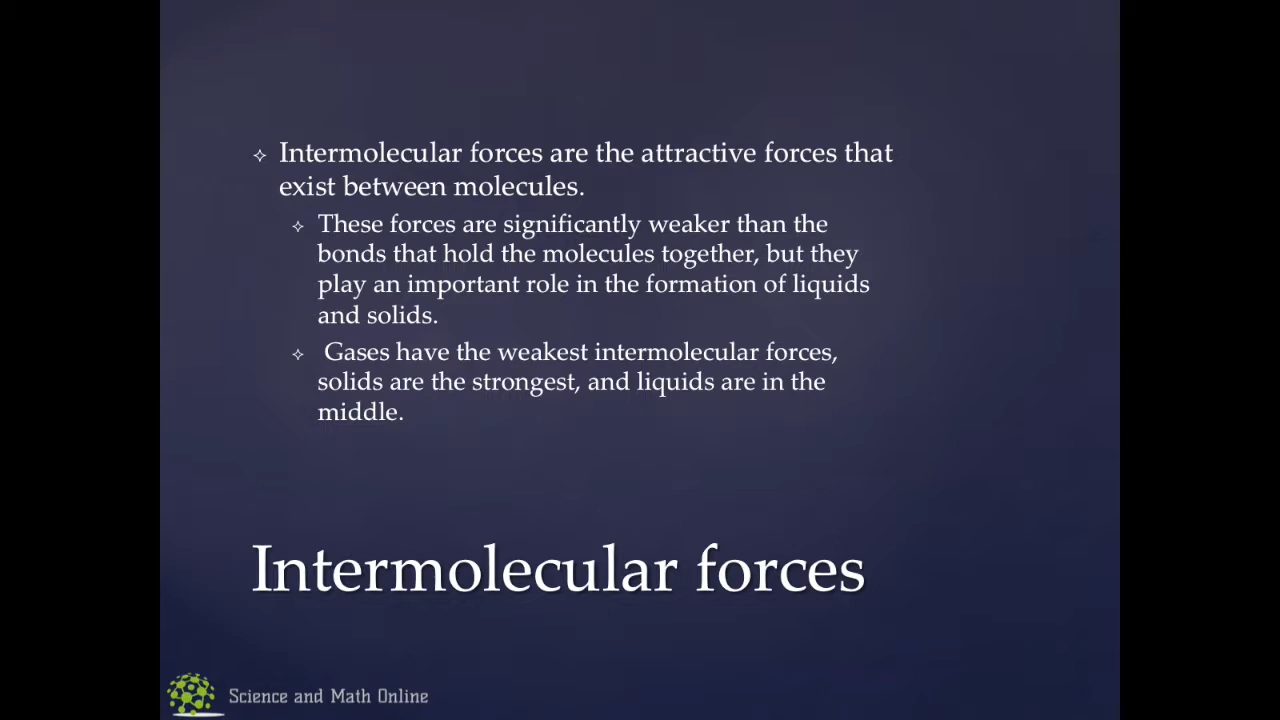 Intermolecular forces are the attractive forces that
exist between molecules.
These forces are significantly weaker than the
bonds that hold the molecules together, but they
play an important role in the formation of liquids
and solids.
Gases have the weakest intermolecular forces,
solids are the strongest, and liquids are in the
middle.
Intermolecular forces
Science and Math Online